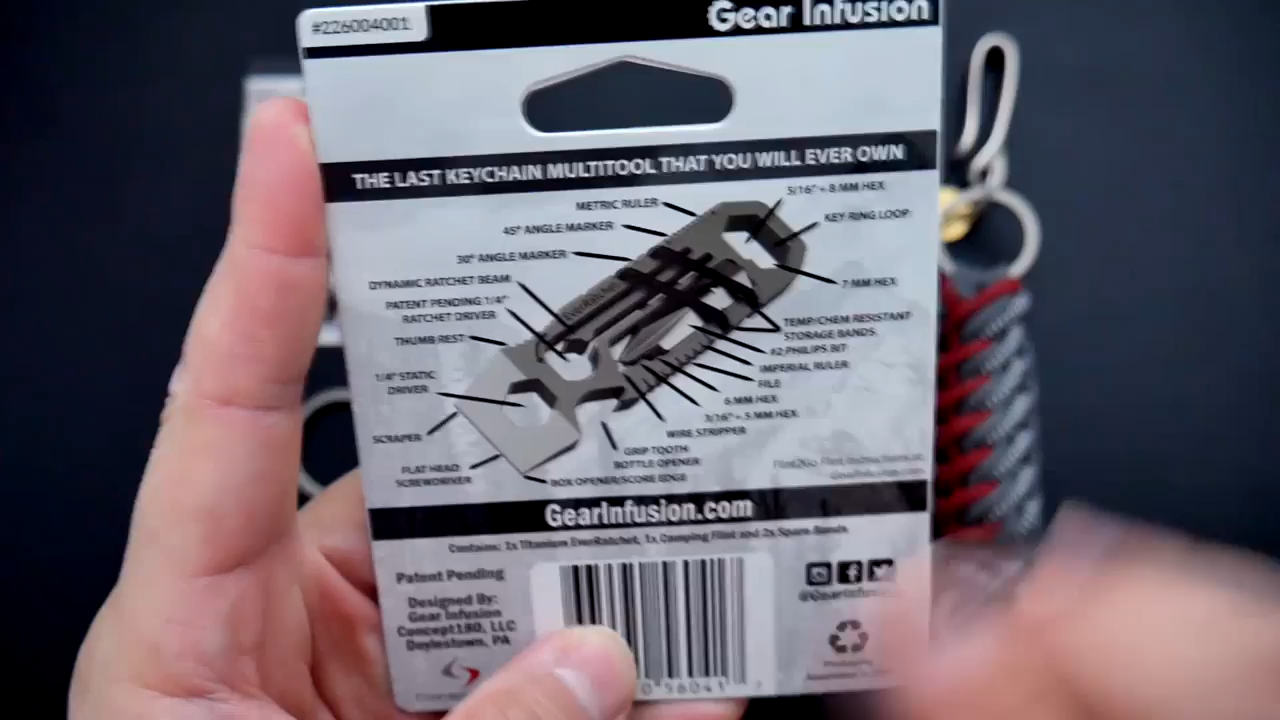 #226004001
Gear Infusion
THE LAST KEYCHAIN MULTITOOL THAT YOU WILL EVER OWN
5/16" - 8 MM HEX
METRIC RULER
KEY RING LOOP
45° ANGLE MARKER
30° ANGLE MARKER
7 MM HEX
DYNAMIC RATCHET BEAM
PATENT PENDING 1/4"
RATCHET DRIVER
TEMP/CHEM RESISTANT
STORAGE BANDS
THUMB REST
#2 PHILIPS BIT
IMPERIAL RULER
1/4" STATIC
DRIVER
FILE
6 MM HEX
3/16" - 5 MM HEX
WIRE STRIPPER
SCRAPER
GRIP TOOTH
BOTTLE OPENER
FLAT HEAD
SCREWDRIVER
BOX OPENER/SCORE EDGE
EverRatchet
GearInfusion.com
Contains: 1x Titanium EverRatchet, 1x Camping Flint and 2x Spare Bands
Patent Pending
Designed By:
Gear Infusion
Concept180, LLC
Doylestown, PA
@GearInfusion